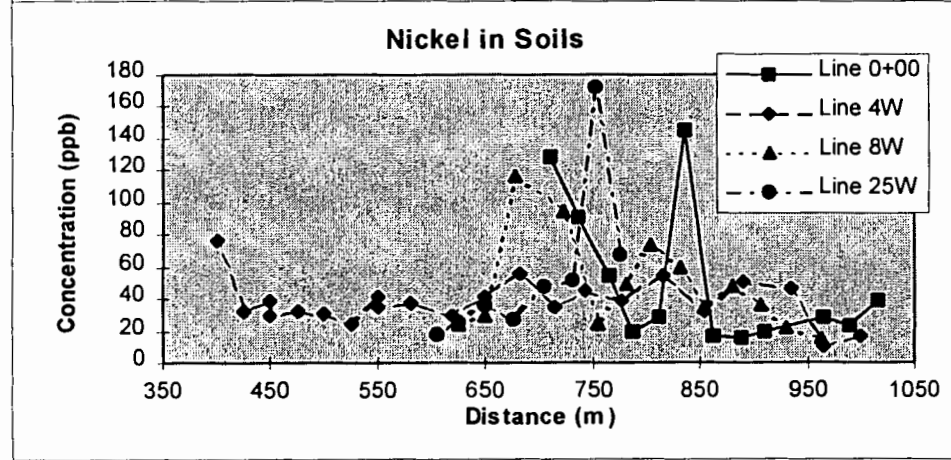 Nickel in Soils
Concentration (ppb)
180
160
140
120
100
80
60
40
20
0
350 450 550 650 750 850 950 1050
Distance (m)
Line 0+00
Line 4W
Line 8W
Line 25W